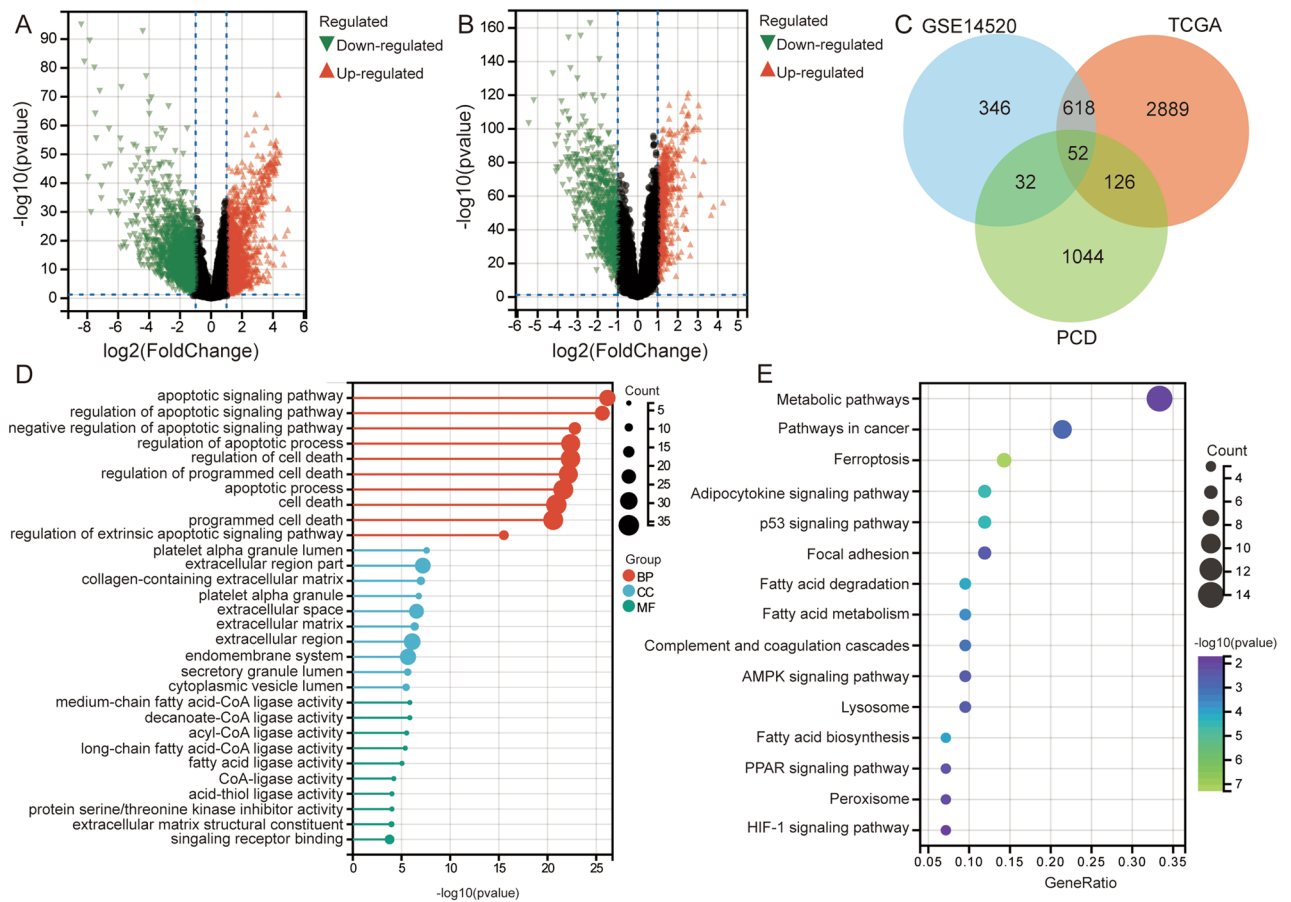 A
Regulated
Down-regulated
Up-regulated
-log10(pvalue)
90
80
70
60
50
40
30
20
10
0
-8
-6
-4
-2
0
2
4
6
log2(FoldChange)
B
Regulated
Down-regulated
Up-regulated
-log10(pvalue)
160
140
120
100
80
60
40
20
0
-6
-5
-4
-3
-2
-1
0
1
2
3
4
5
log2(FoldChange)
C
GSE14520
TCGA
346
618
2889
52
32
126
1044
PCD
D
apoptotic signaling pathway
regulation of apoptotic signaling pathway
negative regulation of apoptotic signaling pathway
regulation of apoptotic process
regulation of cell death
regulation of programmed cell death
apoptotic process
cell death
programmed cell death
regulation of extrinsic apoptotic signaling pathway
platelet alpha granule lumen
extracellular region part
collagen-containing extracellular matrix
platelet alpha granule
extracellular space
extracellular matrix
extracellular region
endomembrane system
secretory granule lumen
cytoplasmic vesicle lumen
medium-chain fatty acid-CoA ligase activity
decanoate-CoA ligase activity
acyl-CoA ligase activity
long-chain fatty acid-CoA ligase activity
fatty acid ligase activity
CoA-ligase activity
acid-thiol ligase activity
protein serine/threonine kinase inhibitor activity
extracellular matrix structural constituent
singaling receptor binding
0
5
10
15
20
25
-log10(pvalue)
Count
5
10
15
20
25
30
35
Group
BP
CC
MF
E
Metabolic pathways
Pathways in cancer
Ferroptosis
Adipocytokine signaling pathway
p53 signaling pathway
Focal adhesion
Fatty acid degradation
Fatty acid metabolism
Complement and coagulation cascades
AMPK signaling pathway
Lysosome
Fatty acid biosynthesis
PPAR signaling pathway
Peroxisome
HIF-1 signaling pathway
0.05
0.10
0.15
0.20
0.25
0.30
0.35
GeneRatio
Count
4
6
8
10
12
14
-log10(pvalue)
2
3
4
5
6
7